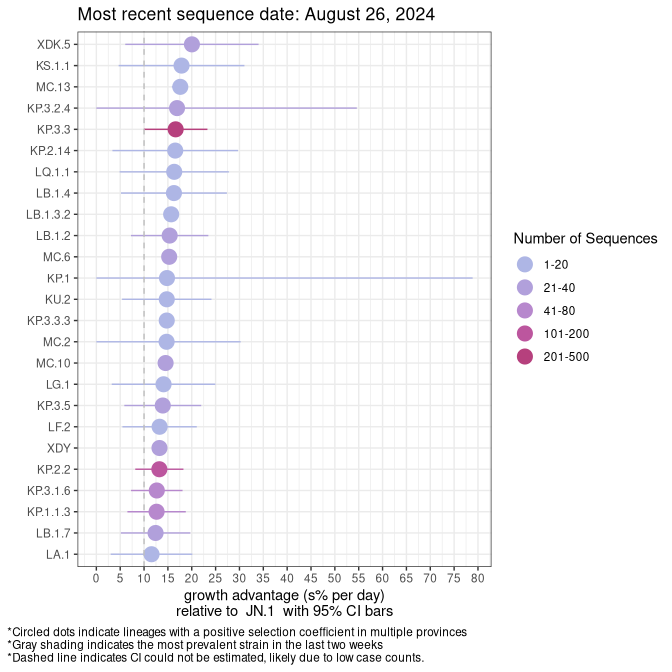 Most recent sequence date: August 26, 2024
XDK.5
KS.1.1
MC.13
KP.3.2.4
KP.3.3
KP.2.14
LQ.1.1
LB.1.4
LB.1.3.2
LB.1.2
MC.6
KP.1
KU.2
KP.3.3.3
MC.2
MC.10
LG.1
KP.3.5
LF.2
XDY
KP.2.2
KP.3.1.6
KP.1.1.3
LB.1.7
LA.1
0 5 10 15 20 25 30 35 40 45 50 55 60 65 70 75 80
growth advantage (s% per day)
relative to JN.1 with 95% CI bars
Number of Sequences
1-20
21-40
41-80
101-200
201-500
*Circled dots indicate lineages with a positive selection coefficient in multiple provinces
*Gray shading indicates the most prevalent strain in the last two weeks
*Dashed line indicates CI could not be estimated, likely due to low case counts.